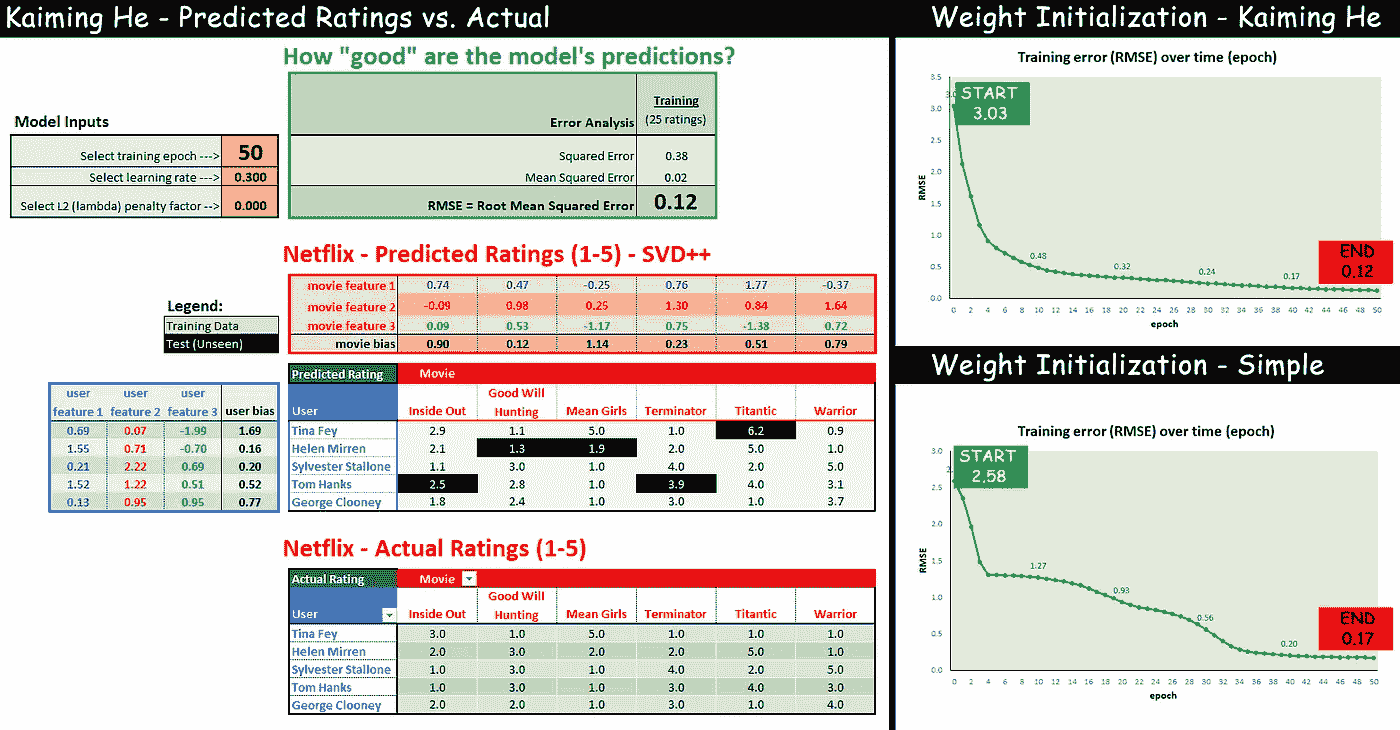 Kaiming He - Predicted Ratings vs. Actual
How "good" are the model's predictions?
Training
(25 ratings)
Error Analysis
Squared Error 0.38
Mean Squared Error 0.02
RMSE = Root Mean Squared Error 0.12
Model Inputs
Select training epoch ---> 50
Select learning rate ---> 0.300
Select L2 (lambda) penalty factor --> 0.000
Netflix - Predicted Ratings (1-5) - SVD++
movie feature 1 0.74 0.47 -0.25 0.76 1.77 -0.37
movie feature 2 -0.09 0.98 0.25 1.30 0.84 1.64
movie feature 3 0.09 0.53 -1.17 0.75 -1.38 0.72
movie bias 0.90 0.12 1.14 0.23 0.51 0.79
Legend:
Training Data
Test (Unseen)
user user user
feature 1 feature 2 feature 3 user bias
0.69 0.07 -1.99 1.69
1.55 0.71 -0.70 0.16
0.21 2.22 0.69 0.20
1.52 1.22 0.51 0.52
0.13 0.95 0.95 0.77
Predicted Rating Movie
Good Will
User Inside Out Hunting Mean Girls Terminator Titantic Warrior
Tina Fey 2.9 1.1 5.0 1.0 6.2 0.9
Helen Mirren 2.1 1.3 1.9 2.0 5.0 1.0
Sylvester Stallone 1.1 3.0 1.0 4.0 2.0 5.0
Tom Hanks 2.5 2.8 1.0 3.9 4.0 3.1
George Clooney 1.8 2.4 1.0 3.0 1.0 3.7
Netflix - Actual Ratings (1-5)
Actual Rating Movie
Good Will
User Inside Out Hunting Mean Girls Terminator Titantic Warrior
Tina Fey 3.0 1.0 5.0 1.0 1.0 1.0
Helen Mirren 2.0 3.0 2.0 2.0 5.0 1.0
Sylvester Stallone 1.0 3.0 1.0 4.0 2.0 5.0
Tom Hanks 1.0 3.0 1.0 3.0 4.0 3.0
George Clooney 2.0 2.0 1.0 3.0 1.0 4.0
Weight Initialization - Kaiming He
Training error (RMSE) over time (epoch)
3.5
3.0
2.5
2.0
1.5
1.0
0.5
0.0
RMSE
START
3.03
0.48
0.32
0.24
0.17
END
0.12
0 2 4 6 8 10 12 14 16 18 20 22 24 26 28 30 32 34 36 38 40 42 44 46 48 50
epoch
Weight Initialization - Simple
Training error (RMSE) over time (epoch)
3.0
2.5
2.0
1.5
1.0
0.5
0.0
RMSE
START
2.58
1.27
0.93
0.56
0.20
END
0.17
0 2 4 6 8 10 12 14 16 18 20 22 24 26 28 30 32 34 36 38 40 42 44 46 48 50
epoch